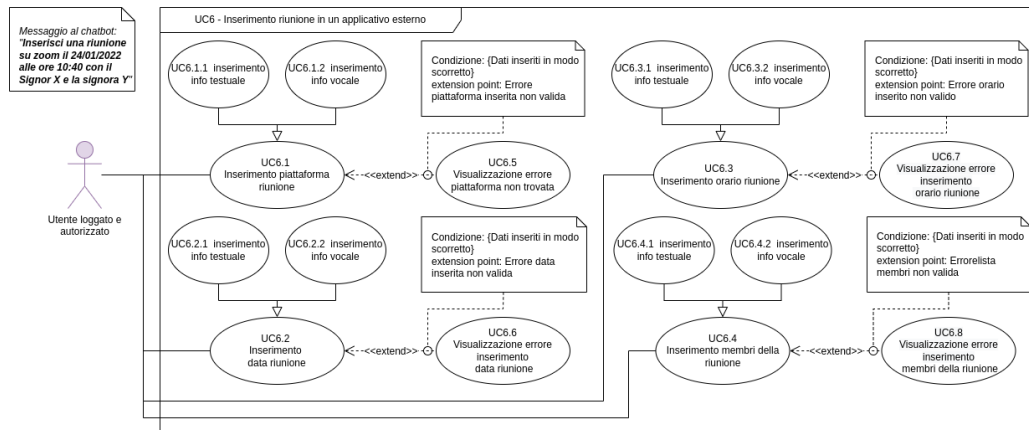 Messaggio al chatbot:
"Inserisci una riunione
su zoom il 24/01/2022
alle ore 10:40 con il
Signor X e la signora Y"
UC6 - Inserimento riunione in un applicativo esterno
UC6.1.1 inserimento
info testuale
UC6.1.2 inserimento
info vocale
Condizione: {Dati inseriti in modo
scorretto}
extension point: Errore
piattaforma inserita non valida
UC6.3.1 inserimento
info testuale
UC6.3.2 inserimento
info vocale
Condizione: {Dati inseriti in modo
scorretto}
extension point: Errore orario
inserito non valido
Utente loggato e
autorizzato
UC6.1
Inserimento piattaforma
riunione
<<extend>>
UC6.5
Visualizzazione errore
piattaforma non trovata
UC6.3
Inserimento orario riunione
<<extend>>
UC6.7
Visualizzazione errore
inserimento
orario riunione
UC6.2.1 inserimento
info testuale
UC6.2.2 inserimento
info vocale
Condizione: {Dati inseriti in modo
scorretto}
extension point: Errore data
inserita non valida
UC6.4.1 inserimento
info testuale
UC6.4.2 inserimento
info vocale
Condizione: {Dati inseriti in modo
scorretto}
extension point: Errorelista
membri non valida
UC6.2
Inserimento
data riunione
<<extend>>
UC6.6
Visualizzazione errore
inserimento
data riunione
UC6.4
Inserimento membri della
riunione
<<extend>>
UC6.8
Visualizzazione errore
inserimento
membri della riunione